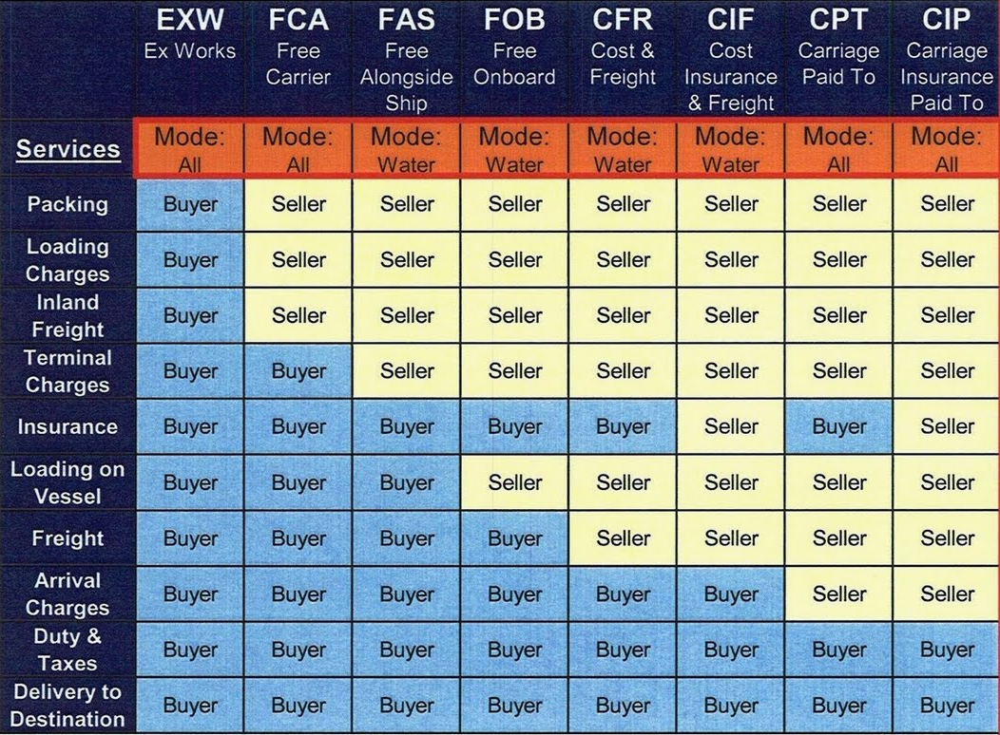 EXW FCA FAS FOB CFR CIF CPT CIP
Ex Works Free Free Free Cost & Cost Carriage Carriage
Carrier Alongside Onboard Freight Insurance Paid To Insurance
Ship & Freight Paid To
Services Mode: Mode: Mode: Mode: Mode: Mode: Mode: Mode:
All All Water Water Water Water All All
Packing Buyer Seller Seller Seller Seller Seller Seller Seller
Loading
Charges Buyer Seller Seller Seller Seller Seller Seller Seller
Inland
Freight Buyer Seller Seller Seller Seller Seller Seller Seller
Terminal
Charges Buyer Buyer Seller Seller Seller Seller Seller Seller
Insurance Buyer Buyer Buyer Buyer Buyer Seller Buyer Seller
Loading on
Vessel Buyer Buyer Buyer Seller Seller Seller Seller Seller
Freight Buyer Buyer Buyer Buyer Seller Seller Seller Seller
Arrival
Charges Buyer Buyer Buyer Buyer Buyer Buyer Seller Seller
Duty &
Taxes Buyer Buyer Buyer Buyer Buyer Buyer Buyer Buyer
Delivery to
Destination Buyer Buyer Buyer Buyer Buyer Buyer Buyer Buyer